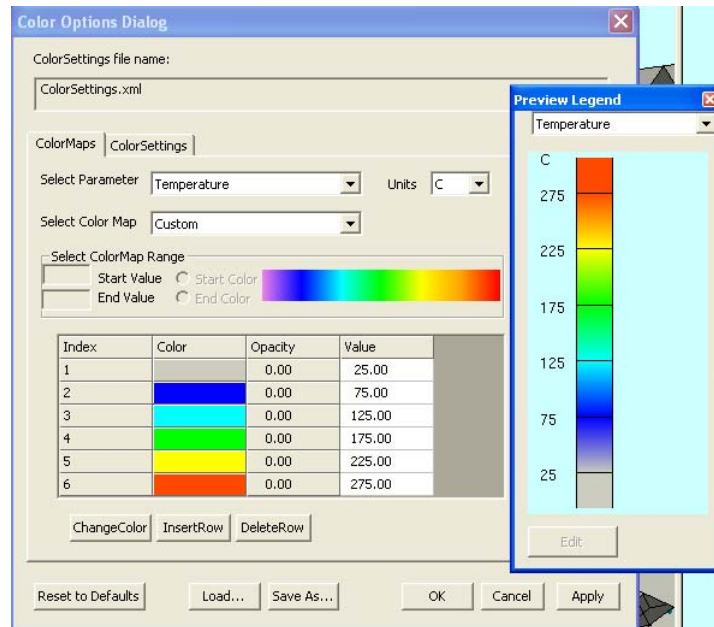 Color Options Dialog
ColorSettings file name:
ColorSettings.xml
ColorMaps ColorSettings
Select Parameter Temperature Units C
Select Color Map Custom
Select ColorMap Range
Start Value Start Color
End Value End Color
Index Color Opacity Value
1 0.00 25.00
2 0.00 75.00
3 0.00 125.00
4 0.00 175.00
5 0.00 225.00
6 0.00 275.00
ChangeColor InsertRow DeleteRow
Reset to Defaults Load... Save As... OK Cancel Apply
Preview Legend
Temperature
C
275
225
175
125
75
25
Edit